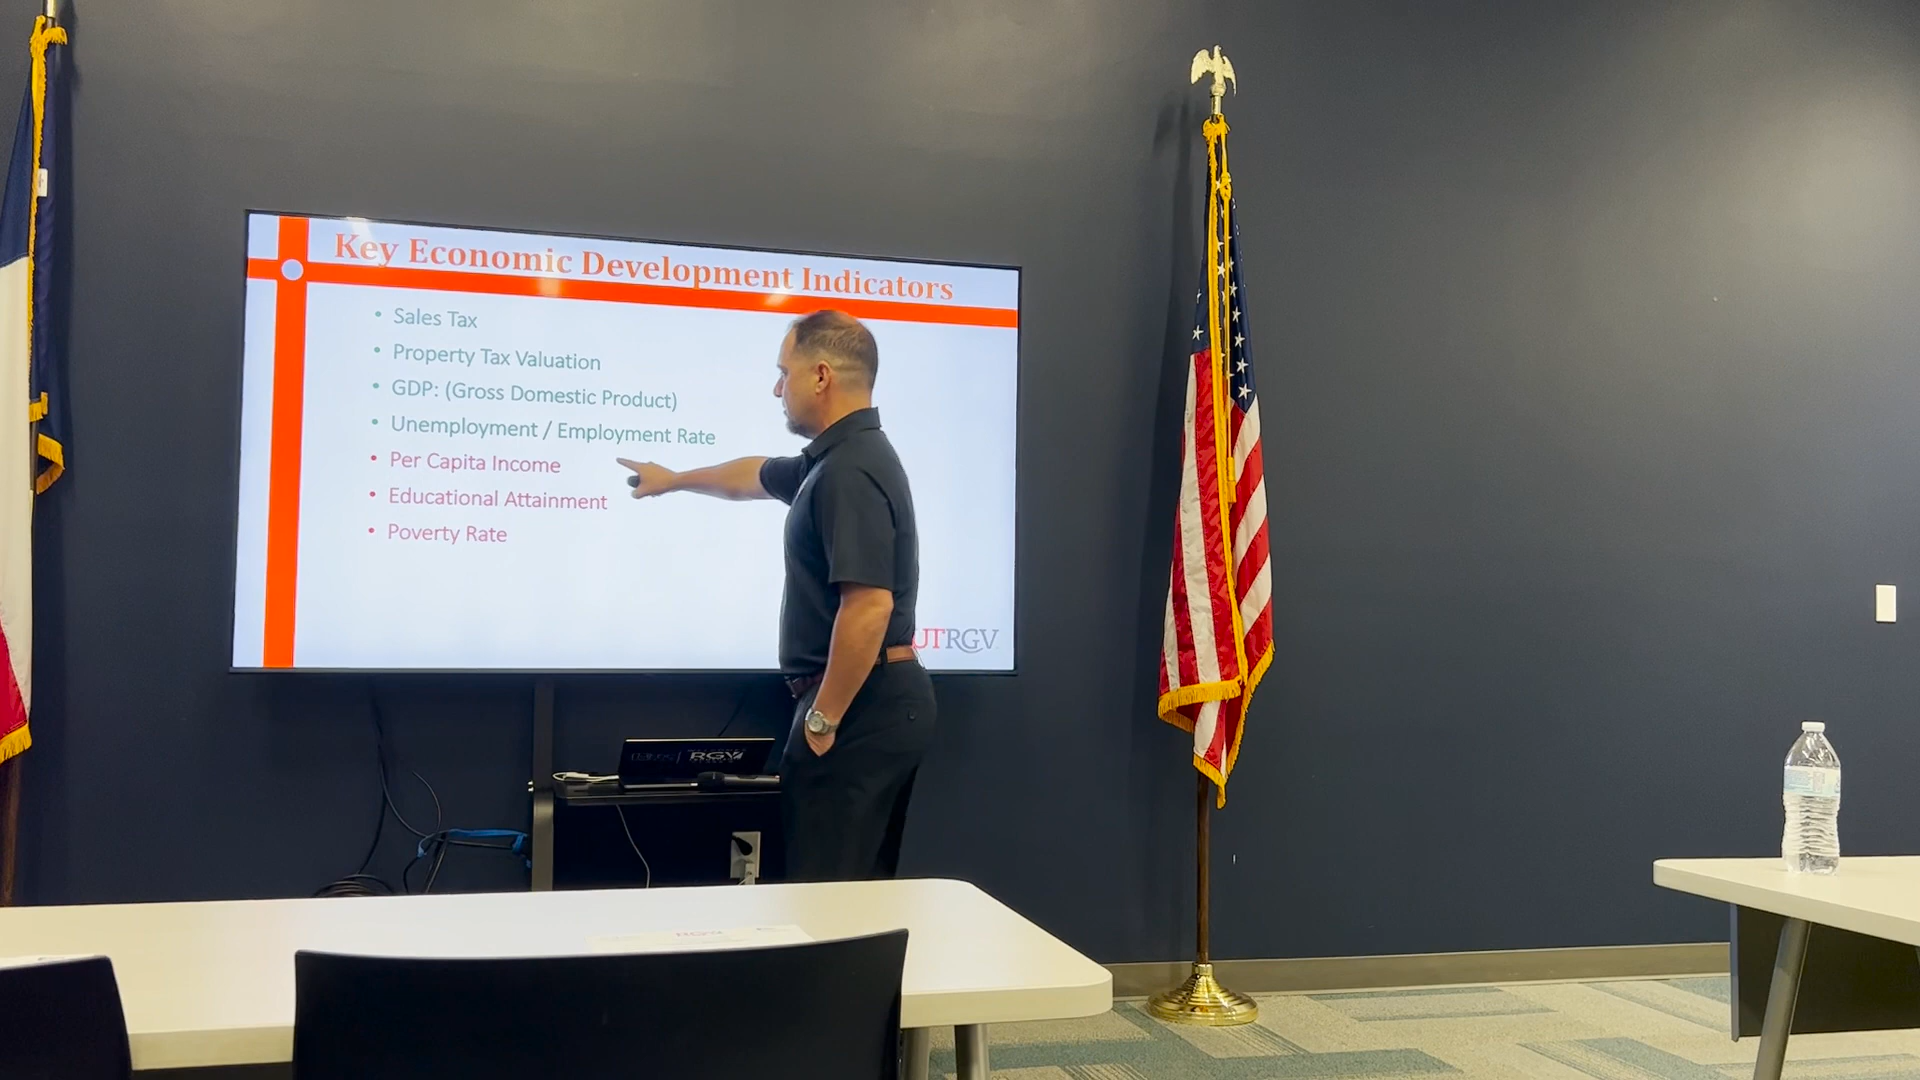 Key Economic Development Indicators
• Sales Tax
• Property Tax Valuation
• GDP: (Gross Domestic Product)
• Unemployment / Employment Rate
• Per Capita Income
• Educational Attainment
• Poverty Rate
UTRGV
RGV